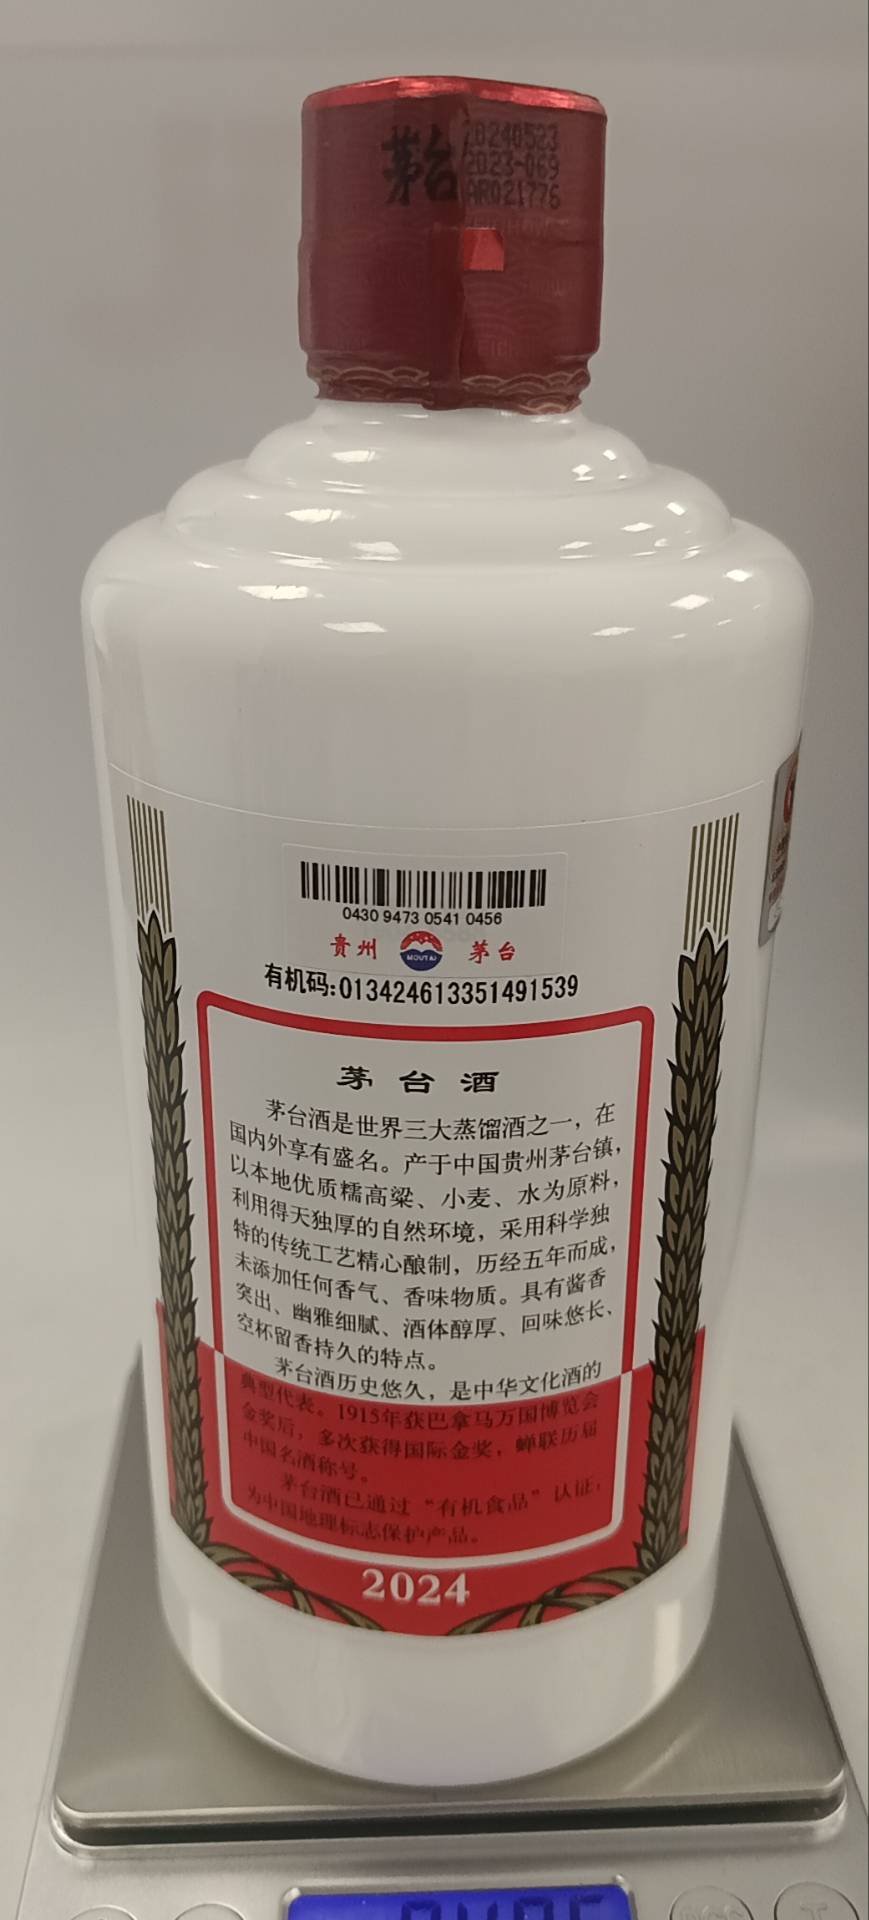 茅台
20240523
2023-069
AR021776
0430 9473 0541 0456
贵州 MOUTAI 茅台
有机码:013424613351491539
茅台酒
茅台酒是世界三大蒸馏酒之一，在
国内外享有盛名。产于中国贵州茅台镇，
以本地优质糯高粱、小麦、水为原料，
利用得天独厚的自然环境，采用科学独
特的传统工艺精心酿制，历经五年而成，
未添加任何香气、香味物质。具有酱香
突出、幽雅细腻、酒体醇厚、回味悠长、
空杯留香持久的特点。
茅台酒历史悠久，是中华文化酒的
典型代表。1915年获巴拿马万国博览会
金奖后，多次获得国际金奖，蝉联历届
中国名酒称号。
茅台酒已通过“有机食品”认证，
为中国地理标志保护产品。
2024